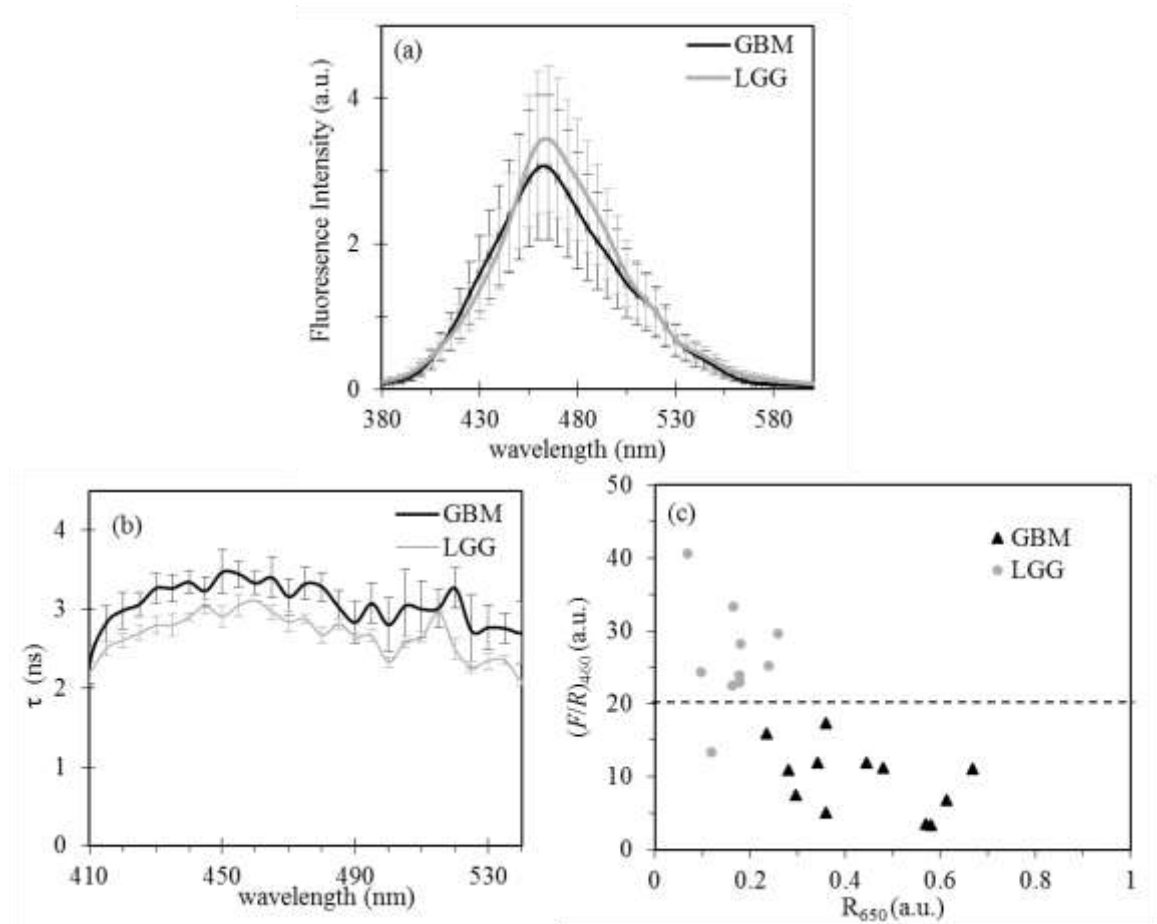 (a)
GBM
LGG
Fluoresence Intensity (a.u.)
4
2
0
380 430 480 530 580
wavelength (nm)
(b)
GBM
LGG
τ (ns)
4
3
2
1
0
410 450 490 530
wavelength (nm)
(c)
GBM
LGG
(F/R)460 (a.u.)
50
40
30
20
10
0
0 0.2 0.4 0.6 0.8 1
R650 (a.u.)